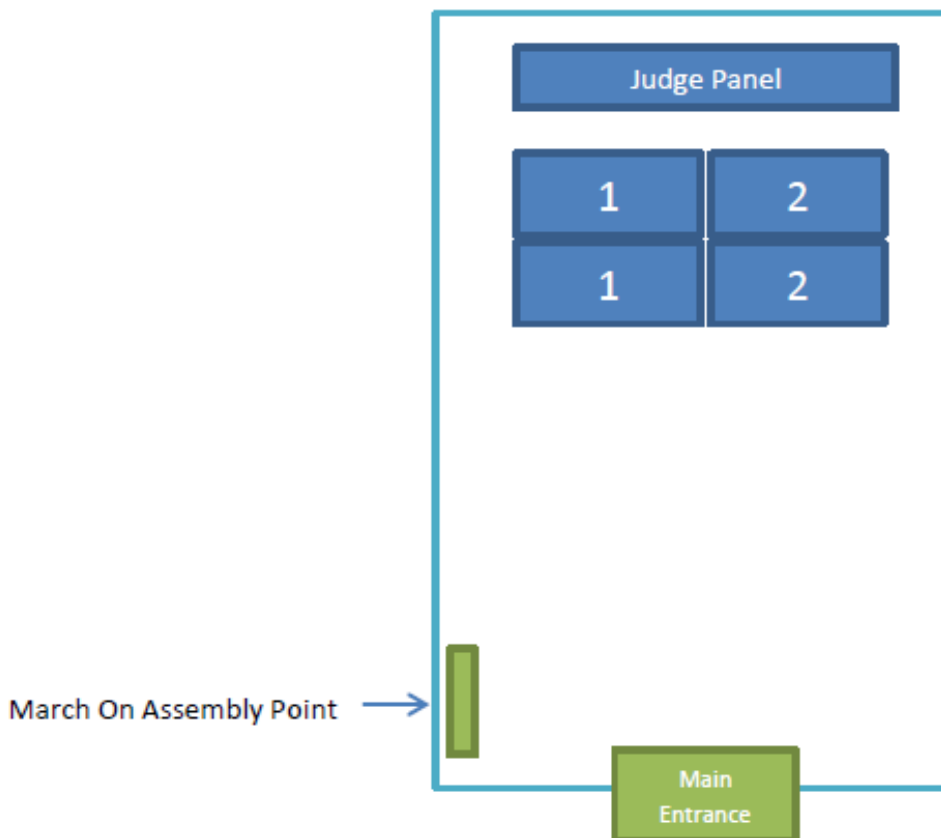 Judge Panel
1 2
1 2
March On Assembly Point
Main
Entrance